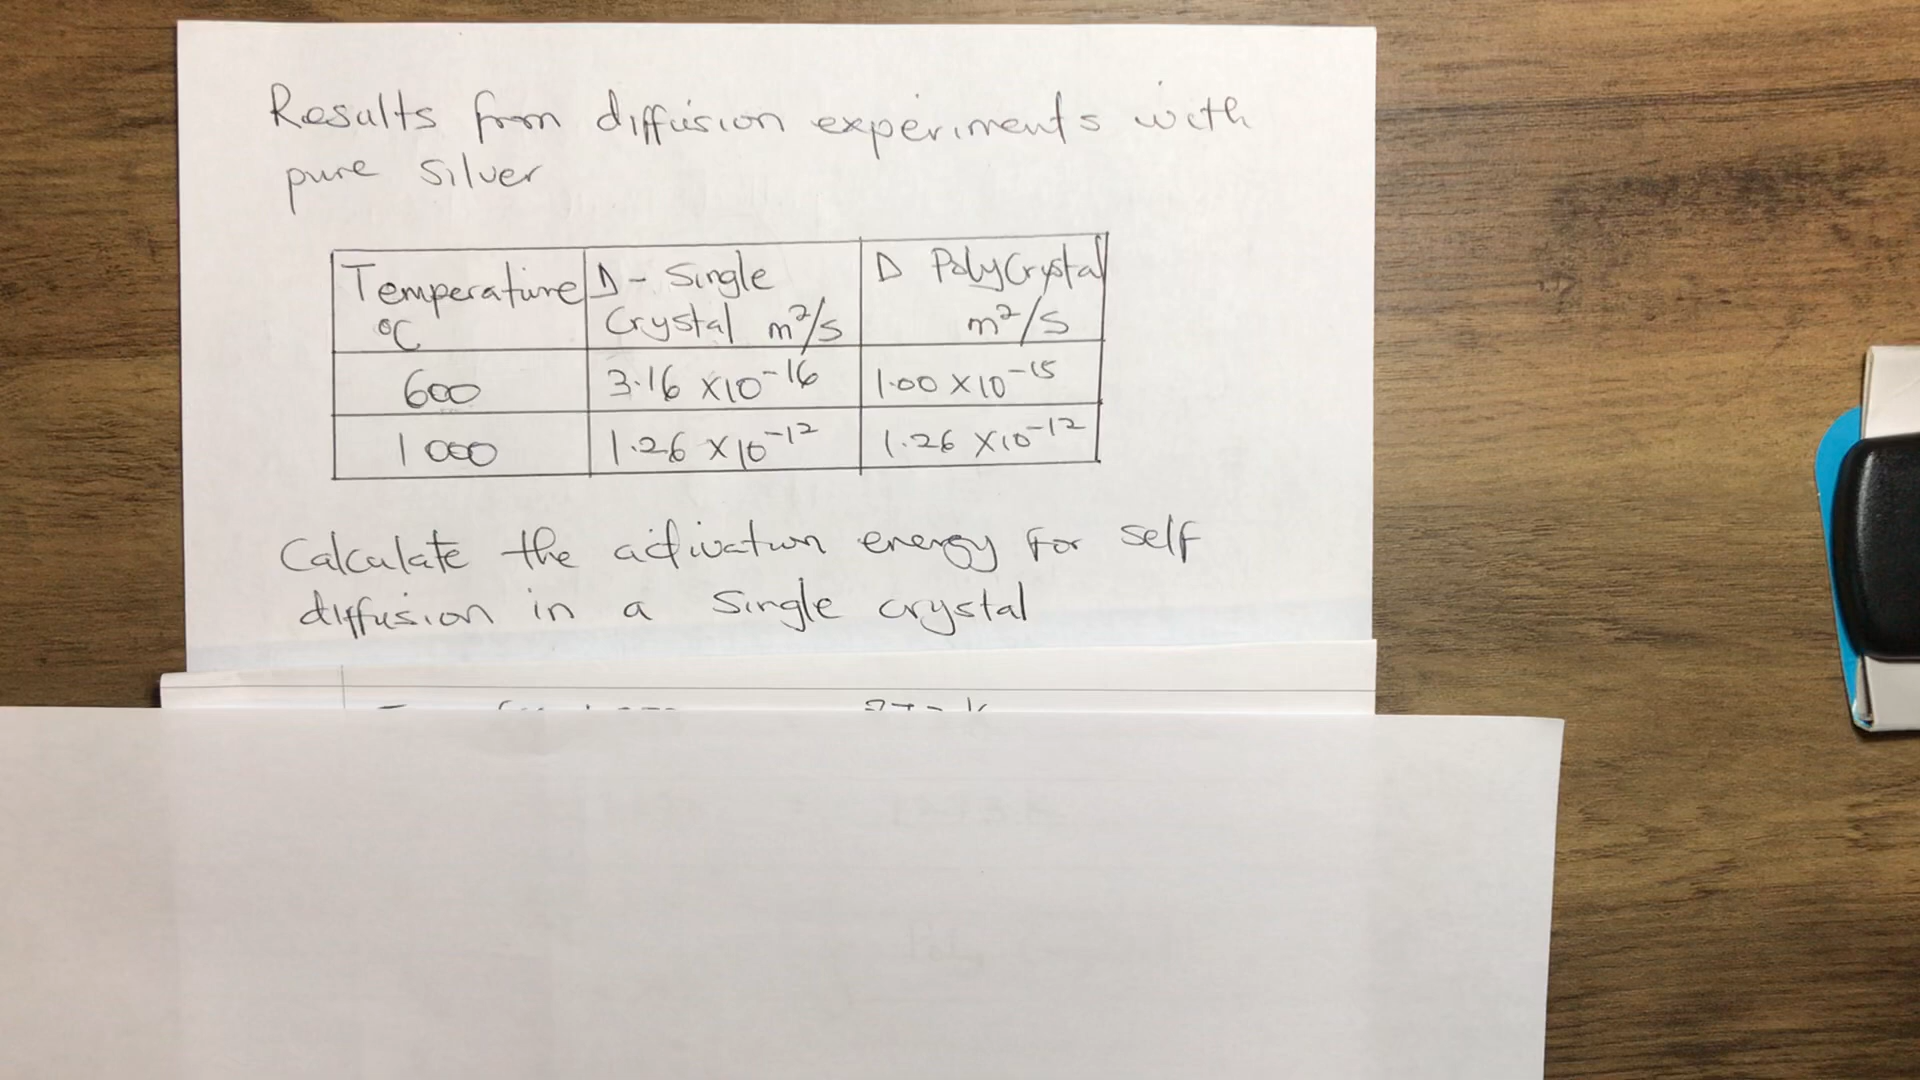 Results from diffusion experiments with
pure silver
Temperature °C | D - Single Crystal m²/s | D PolyCrystal m²/s
600 | 3.16 x10⁻¹⁶ | 1.00 x10⁻¹⁵
1000 | 1.26 x10⁻¹² | 1.26 x10⁻¹²
Calculate the activation energy for self
diffusion in a single crystal